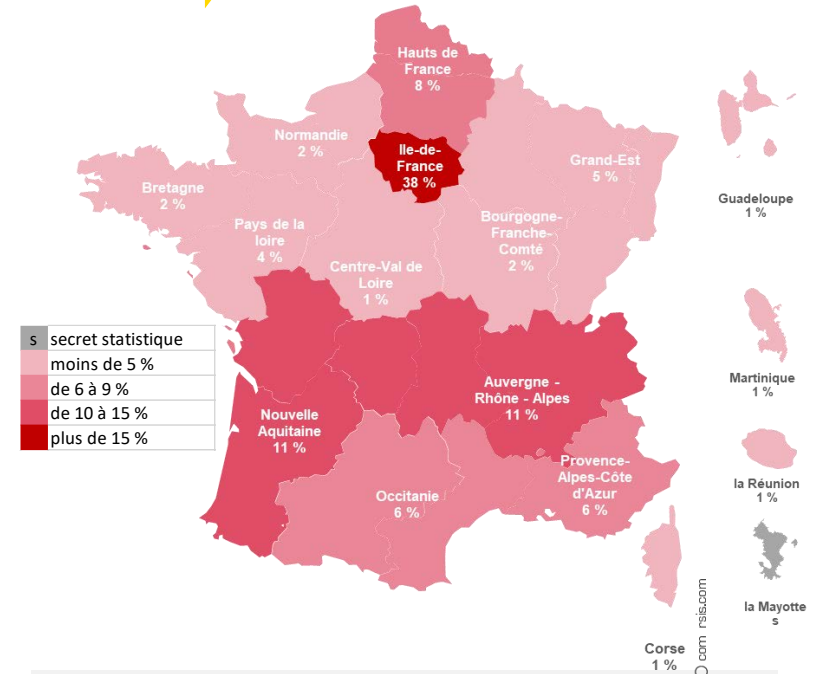 Hauts de
France
8 %
Normandie
2 %
Ile-de-
France
38 %
Grand-Est
5 %
Bretagne
2 %
Pays de la
loire
4 %
Bourgogne-
Franche-
Comté
2 %
Centre-Val de
Loire
1 %
Guadeloupe
1 %
s secret statistique
moins de 5 %
de 6 à 9 %
de 10 à 15 %
plus de 15 %
Auvergne -
Rhône - Alpes
11 %
Nouvelle
Aquitaine
11 %
Martinique
1 %
Provence-
Alpes-Côte
d'Azur
6 %
Occitanie
6 %
la Réunion
1 %
la Mayotte
s
Corse
1 %
rsis.com